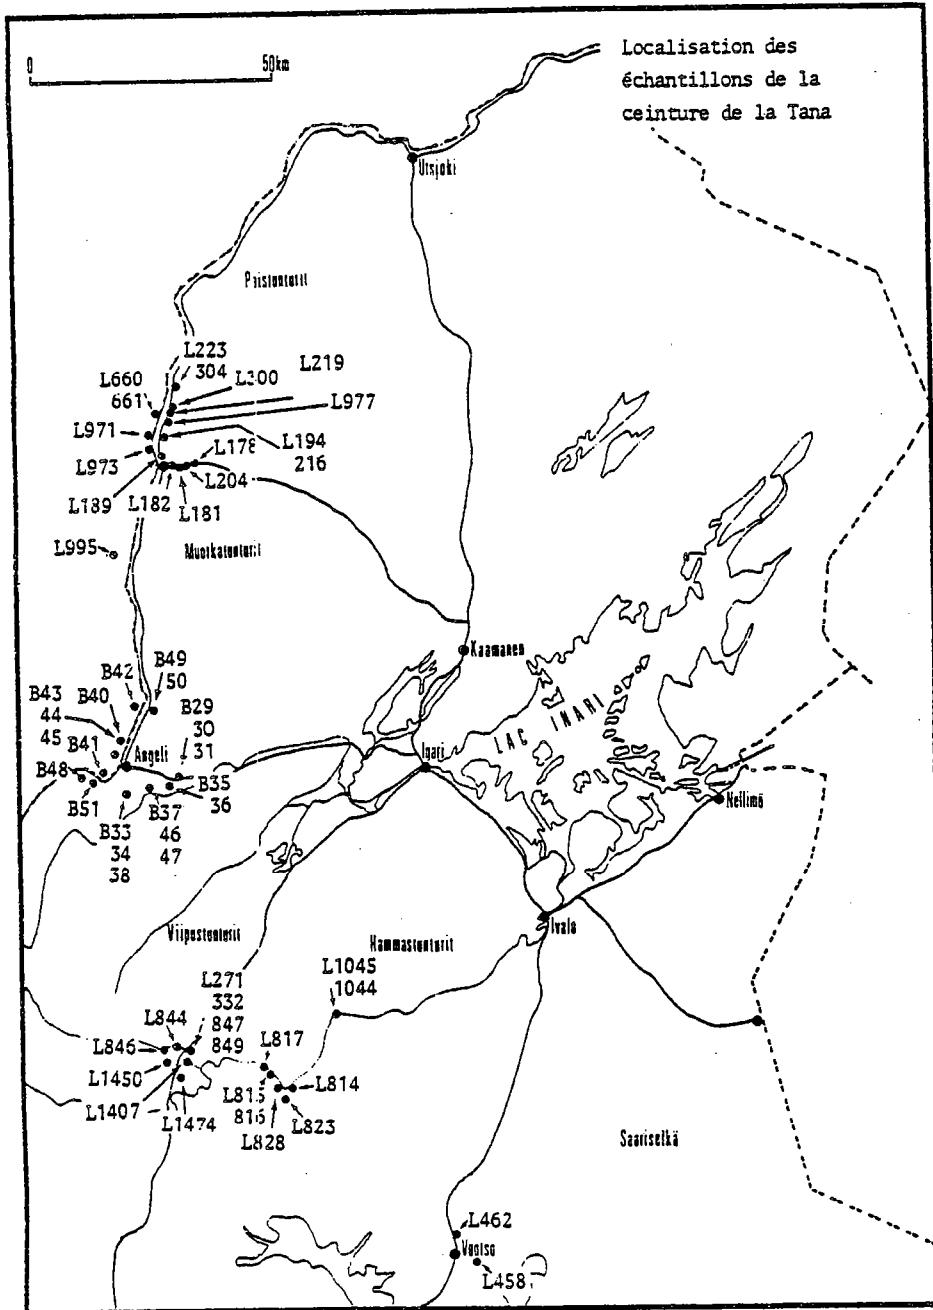 0 50km
Localisation des
échantillons de la
ceinture de la Tana
Utsjoki
Paistunturit
L223
304
L219
L300
L660
661
L977
L971
L178
L194
216
L973
L204
L189
L182
L181
L995
Muotkatunturit
Kaamanen
B49
50
B42
B43
44
45
B40
B29
30
31
B41
Angeli
Inari
LAC INARI
B48
B35
36
B51
B33
34
38
B37
46
47
Neilimö
Ivalo
Viipustunturit
Hammastunturit
L271
332
847
849
L1045
1044
L844
L846
L817
L1450
L815
816
L814
L1407
L1474
L828
L823
Saariselkä
L462
Vuotso
L458